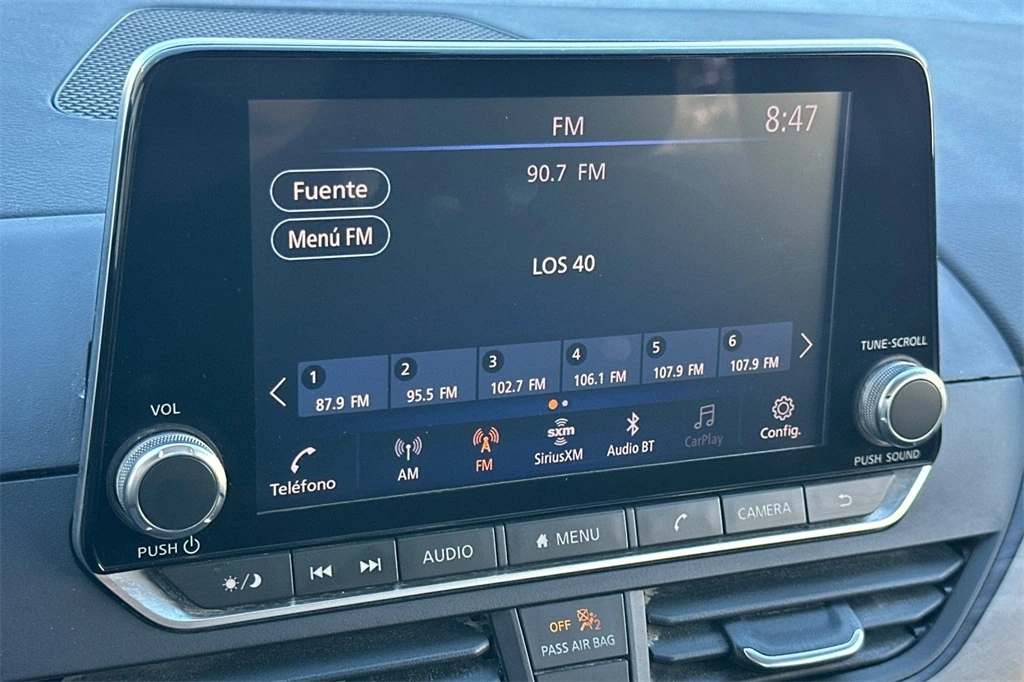 FM
8:47
90.7 FM
Fuente
Menú FM
LOS 40
1
87.9 FM
2
95.5 FM
3
102.7 FM
4
106.1 FM
5
107.9 FM
6
107.9 FM
Teléfono
AM
FM
sxm
SiriusXM
Audio BT
CarPlay
Config.
VOL
PUSH
TUNE·SCROLL
PUSH SOUND
AUDIO
MENU
CAMERA
OFF 2
PASS AIR BAG